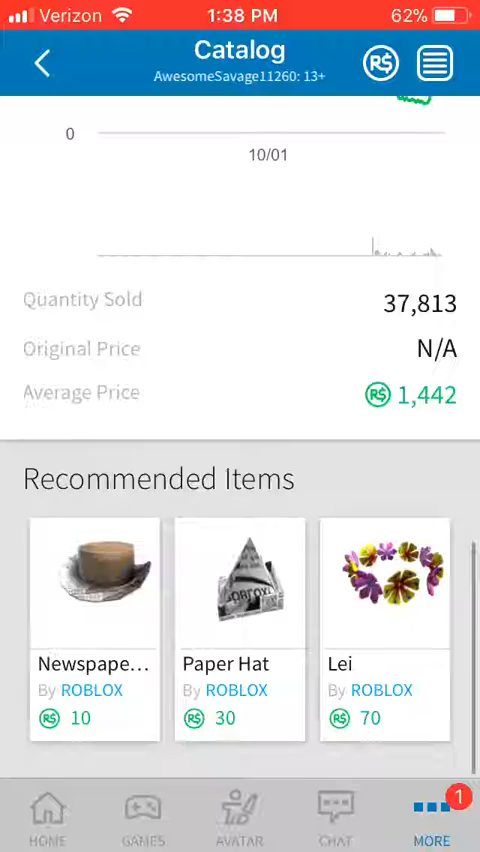 Verizon 1:38 PM 62%
Catalog
AwesomeSavage11260: 13+
R$
0
10/01
Quantity Sold 37,813
Original Price N/A
Average Price R$ 1,442
Recommended Items
Newspape... Paper Hat Lei
By ROBLOX By ROBLOX By ROBLOX
R$ 10 R$ 30 R$ 70
1
HOME GAMES AVATAR CHAT MORE